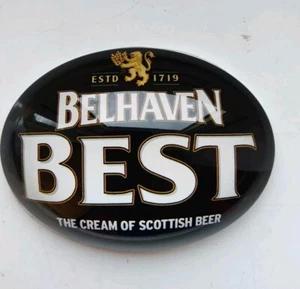 ESTD 1719
BELHAVEN
BEST
THE CREAM OF SCOTTISH BEER